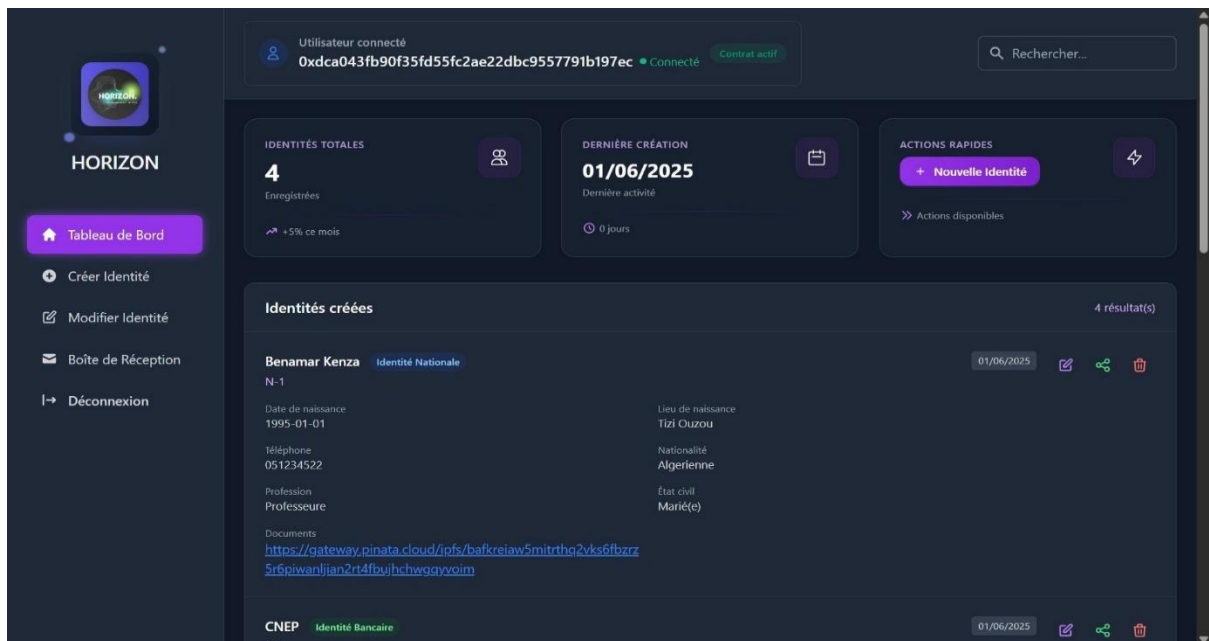 HORIZON.
HORIZON
Tableau de Bord
Créer Identité
Modifier Identité
Boîte de Réception
Déconnexion
Utilisateur connecté
0xdca043fb90f35fd55fc2ae22dbc9557791b197ec Connecté Contrat actif
Rechercher...
IDENTITÉS TOTALES
4
Enregistrées
+5% ce mois
DERNIÈRE CRÉATION
01/06/2025
Dernière activité
0 jours
ACTIONS RAPIDES
+ Nouvelle Identité
Actions disponibles
Identités créées 4 résultat(s)
Benamar Kenza Identité Nationale 01/06/2025
N-1
Date de naissance
1995-01-01
Lieu de naissance
Tizi Ouzou
Téléphone
051234522
Nationalité
Algerienne
Profession
Professeure
État civil
Marié(e)
Documents
https://gateway.pinata.cloud/ipfs/bafkreiaw5mitrthq2vks6fbzrz
5r6piwanljian2rt4fbujhchwgqyvoim
CNEP Identité Bancaire 01/06/2025